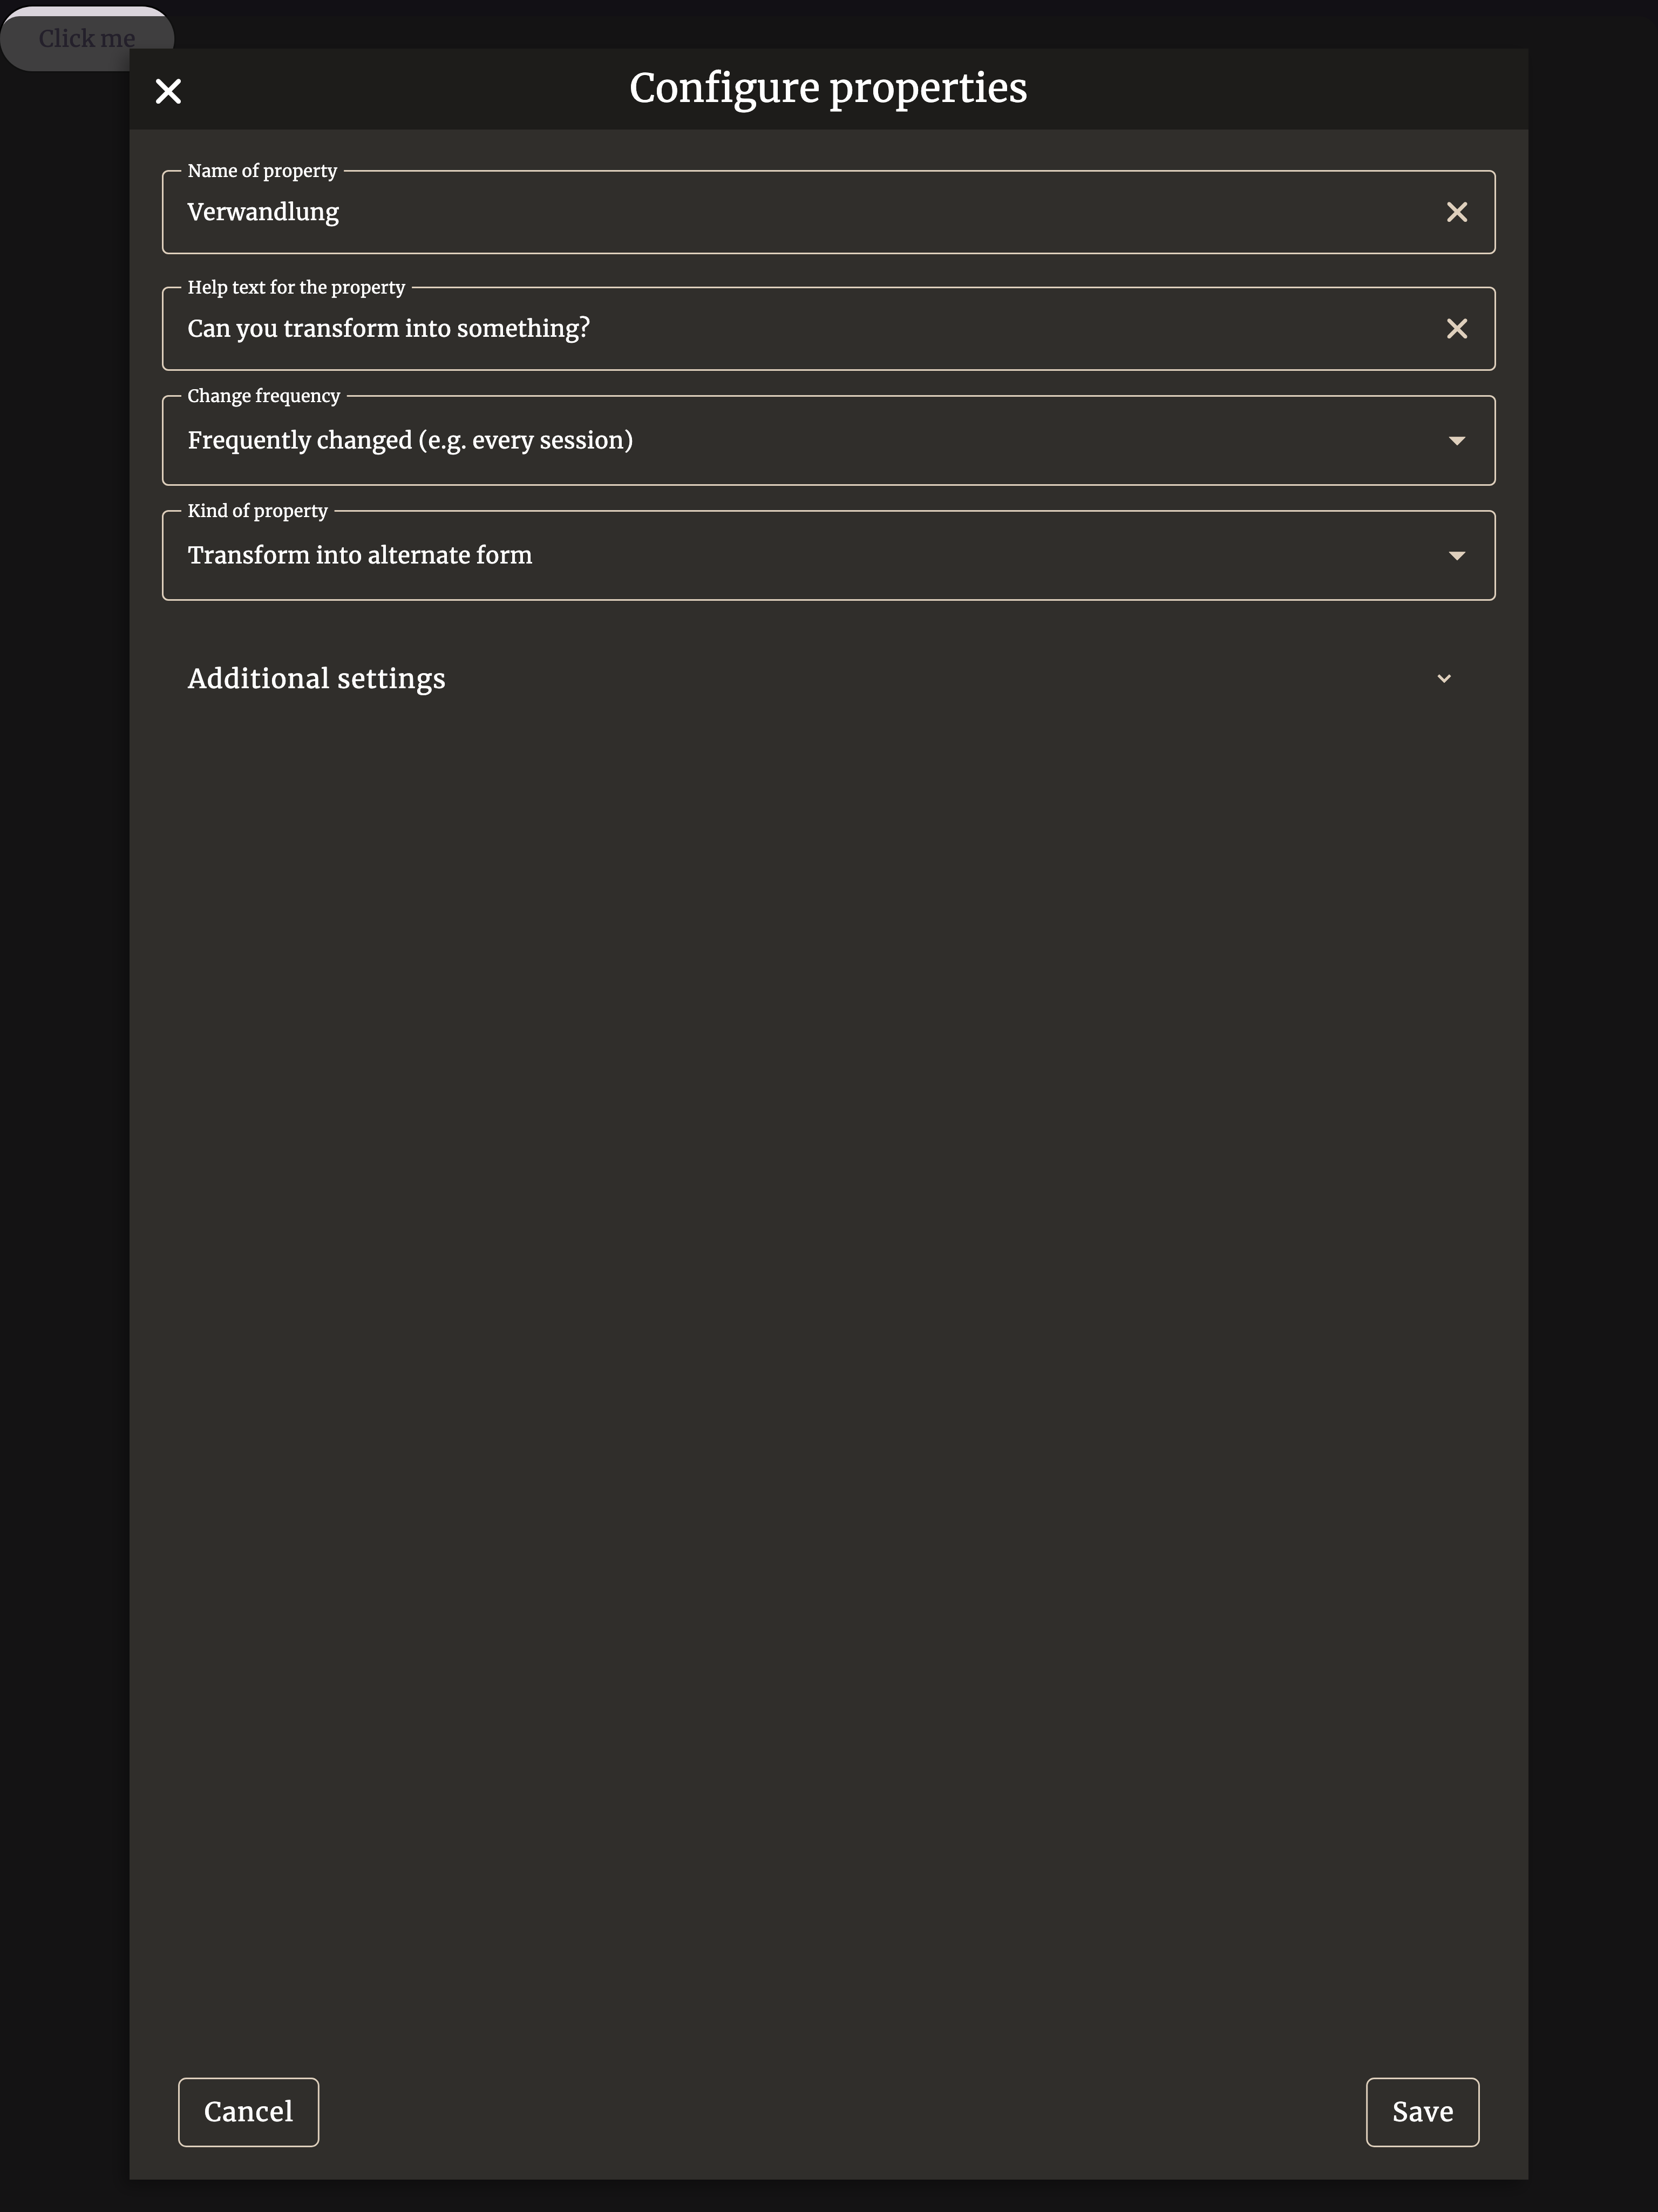 Click me
Configure properties
Name of property
Verwandlung
Help text for the property
Can you transform into something?
Change frequency
Frequently changed (e.g. every session)
Kind of property
Transform into alternate form
Additional settings
Cancel
Save